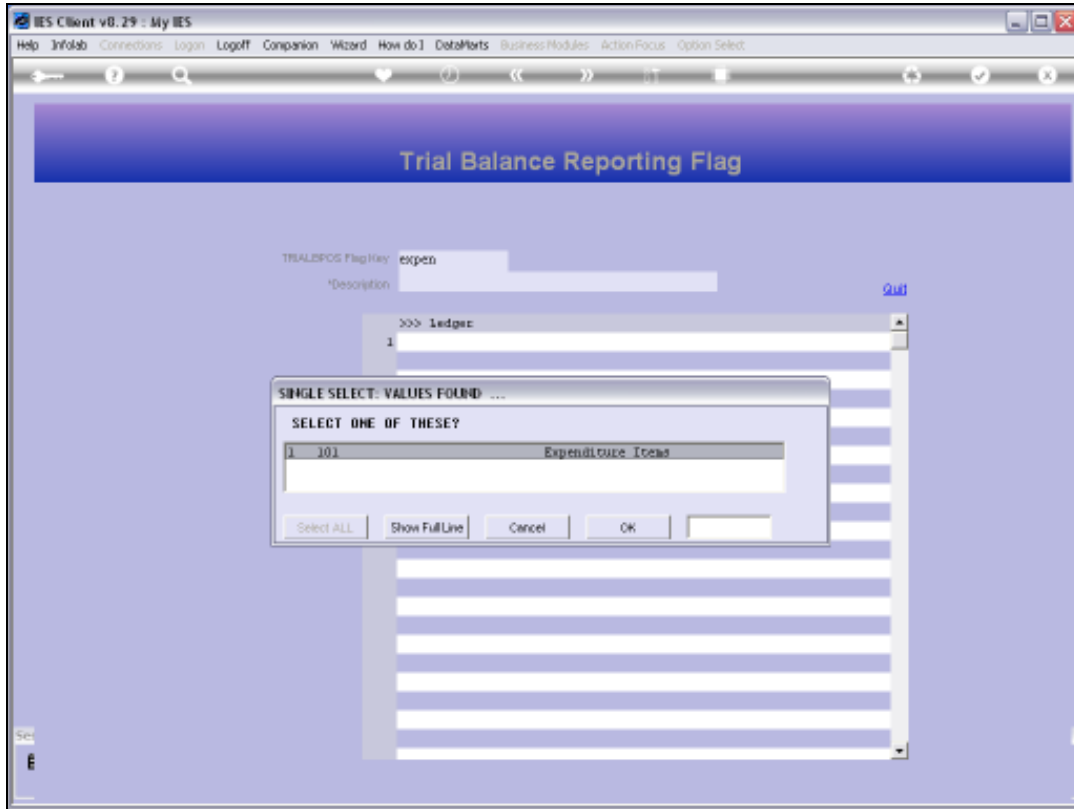 IES Client v8.29 : My IES
Help Infolab Connections Logon Logoff Companion Wizard How do I DataMarts Business Modules Action Focus Option Select
Trial Balance Reporting Flag
TRIALBPOS Flag Key expen
*Description
Quit
>>> ledger
1
SINGLE SELECT: VALUES FOUND ...
SELECT ONE OF THESE?
1 101 Expenditure Items
Select ALL Show Full Line Cancel OK